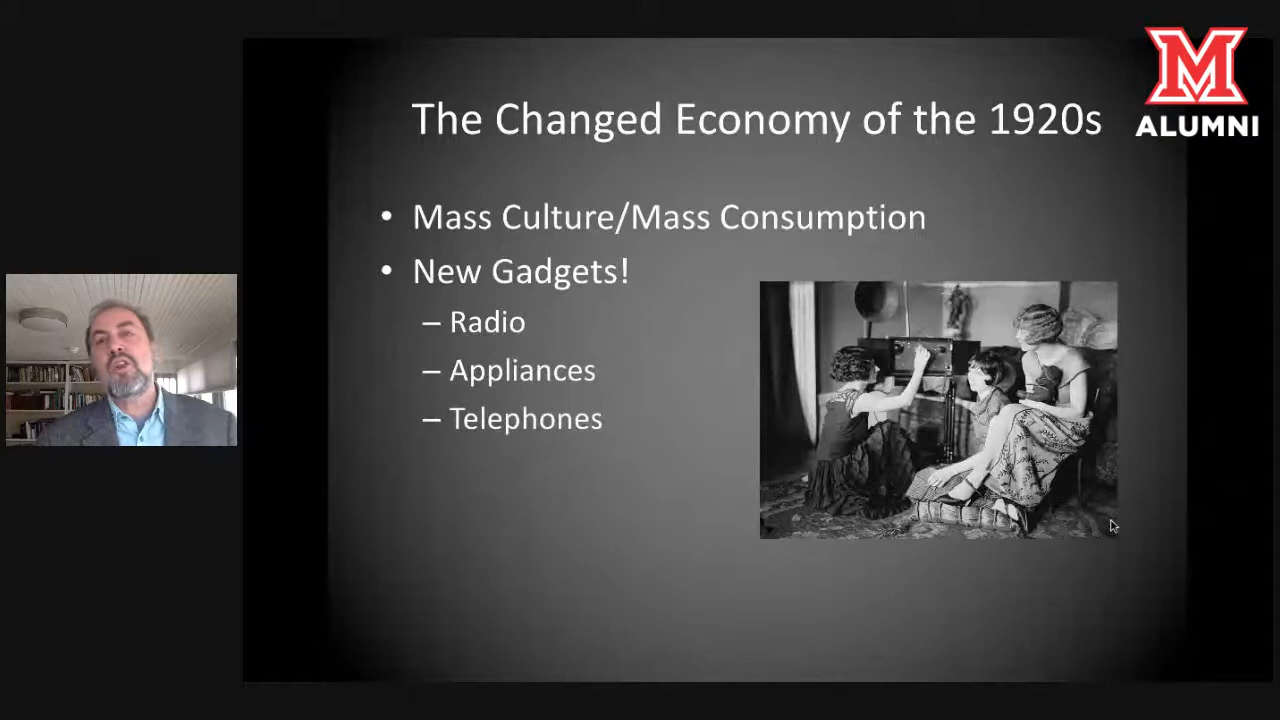 The Changed Economy of the 1920s
M
ALUMNI
• Mass Culture/Mass Consumption
• New Gadgets!
– Radio
– Appliances
– Telephones